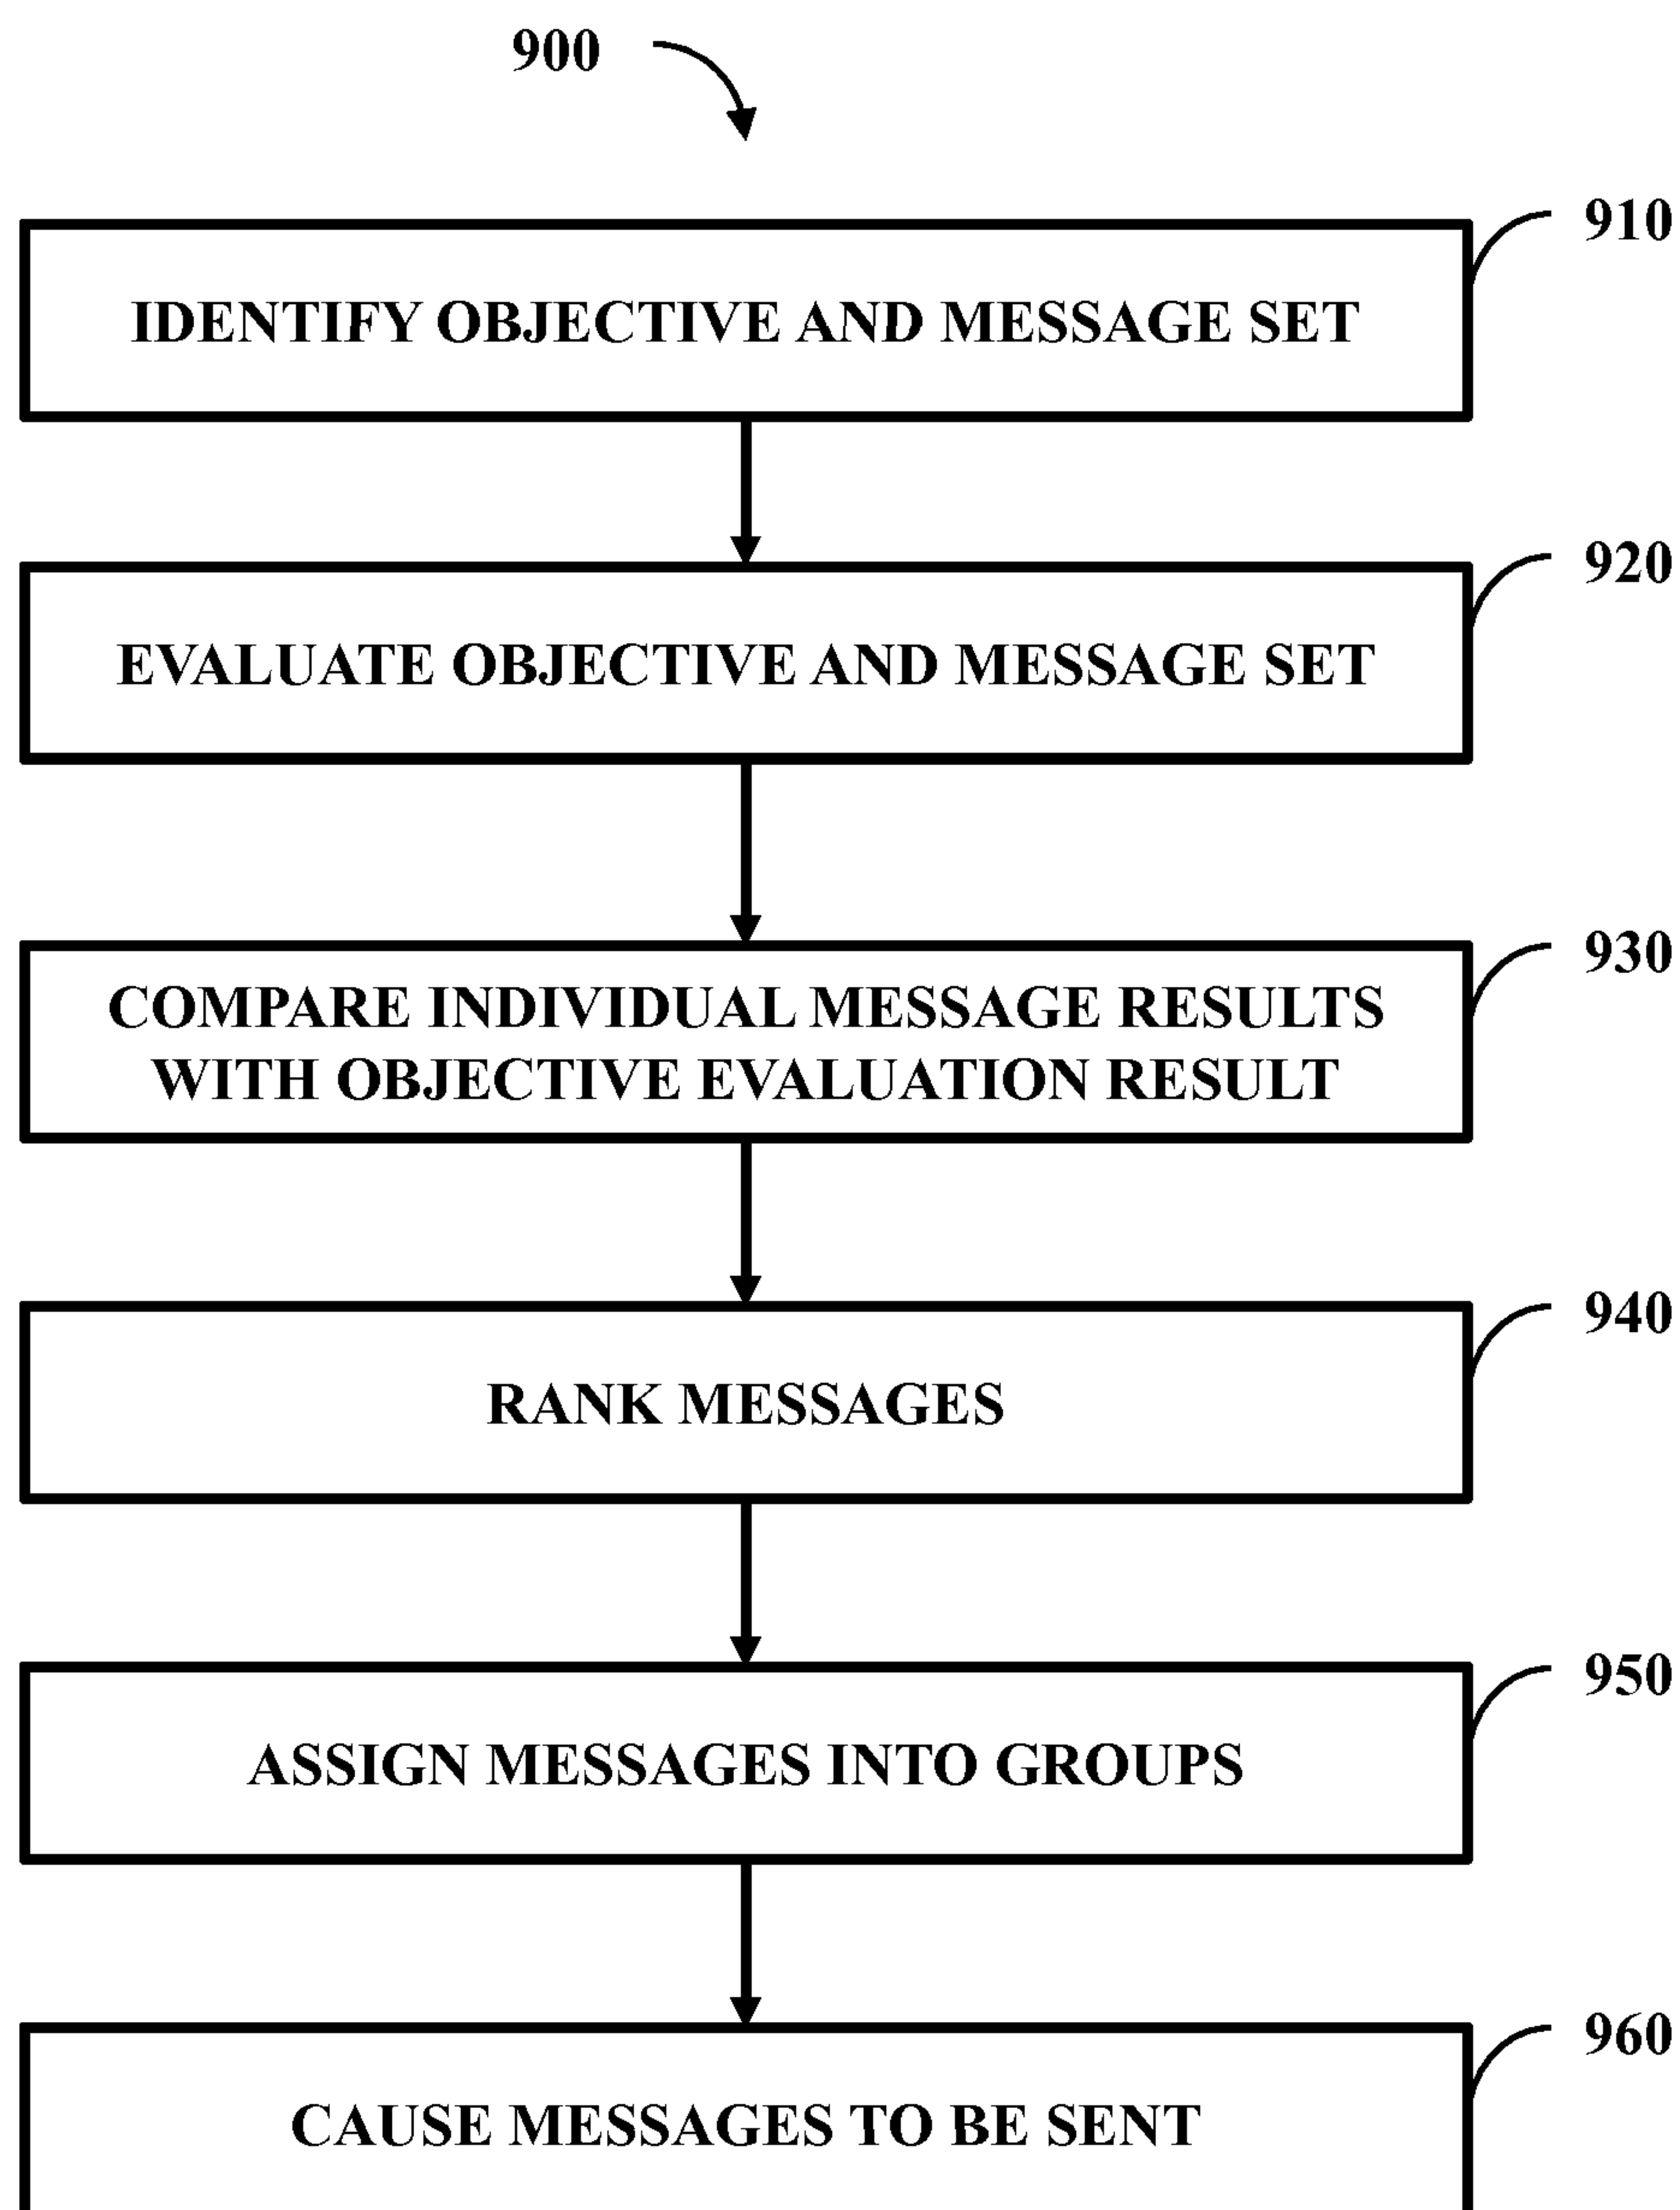 900
910
IDENTIFY OBJECTIVE AND MESSAGE SET
920
EVALUATE OBJECTIVE AND MESSAGE SET
930
COMPARE INDIVIDUAL MESSAGE RESULTS
WITH OBJECTIVE EVALUATION RESULT
940
RANK MESSAGES
950
ASSIGN MESSAGES INTO GROUPS
960
CAUSE MESSAGES TO BE SENT